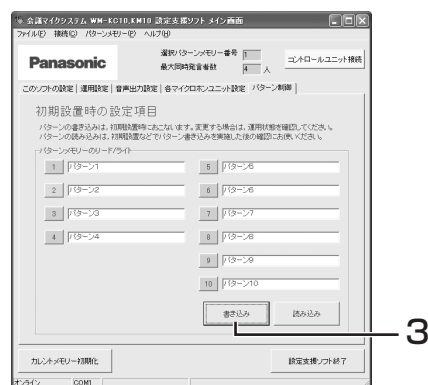 会議マイクシステム WM-KC10,KM10 設定支援ソフト メイン画面
ファイル(F) 接続(C) パターンメモリー(P) ヘルプ(H)
Panasonic
選択パターンメモリー番号 1
最大同時発言者数 4 人
コントロールユニット接続
このソフトの設定 運用設定 音声出力設定 各マイクロホンユニット設定 パターン制御
初期設置時の設定項目
パターンの書き込みは、初期設置時におこないます。変更する場合は、運用状態を確認してください。
パターンの読み込みは、初期設置などでパターン書き込みを実施した後の確認にお使いください。
パターンメモリーのリード/ライト
1 パターン1
5 パターン5
2 パターン2
6 パターン6
3 パターン3
7 パターン7
4 パターン4
8 パターン8
9 パターン9
10 パターン10
書き込み 読み込み
3
カレントメモリー初期化 設定支援ソフト終了
オンライン COM1